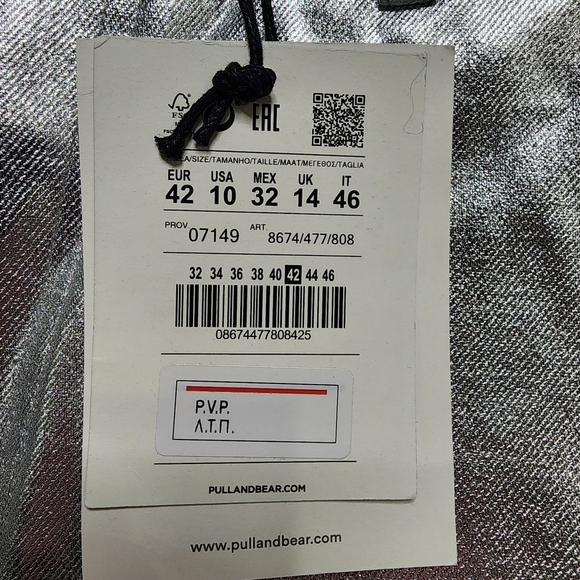 EAC
/SIZE/TAMANHO/TAILLE/MAAT/ΜΕΓΕΘΟΣ/TAGLIA
EUR USA MEX UK IT
42 10 32 14 46
PROV 07149 ART 8674/477/808
32 34 36 38 40 42 44 46
08674477808425
P.V.P.
Λ.Τ.Π.
PULLANDBEAR.COM
www.pullandbear.com